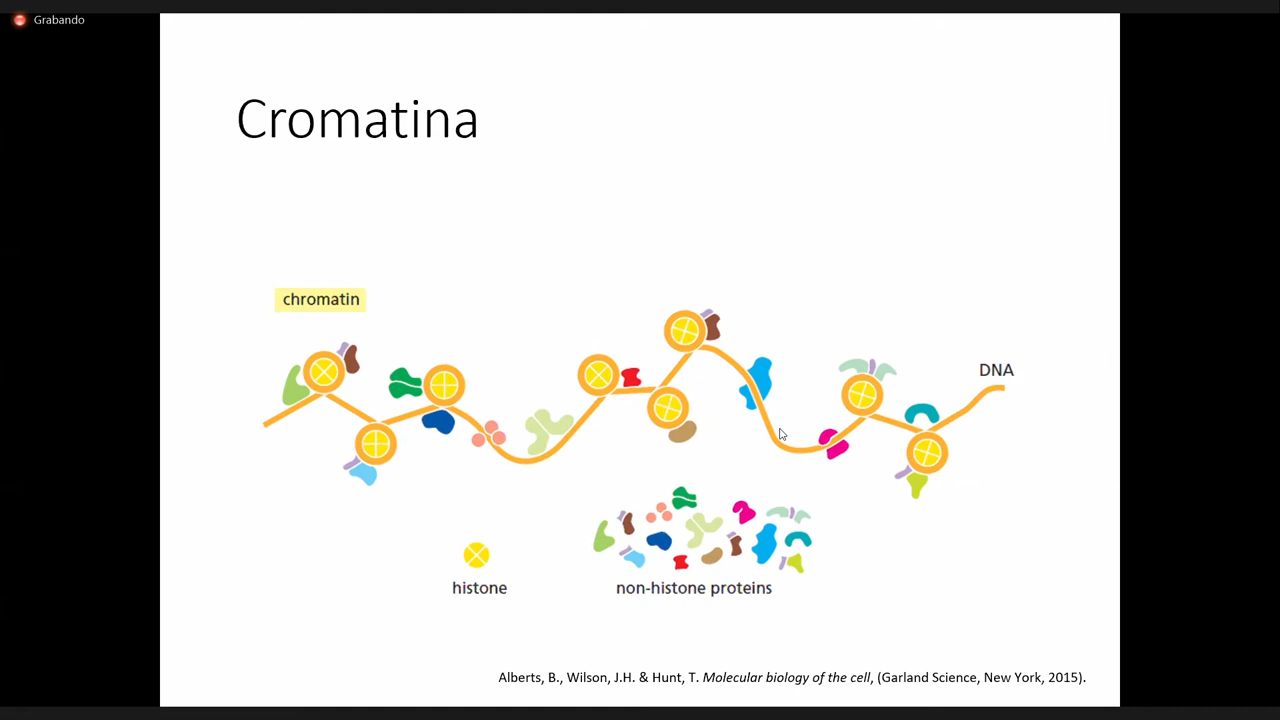 Grabando
Cromatina
chromatin
DNA
histone
non-histone proteins
Alberts, B., Wilson, J.H. & Hunt, T. Molecular biology of the cell, (Garland Science, New York, 2015).